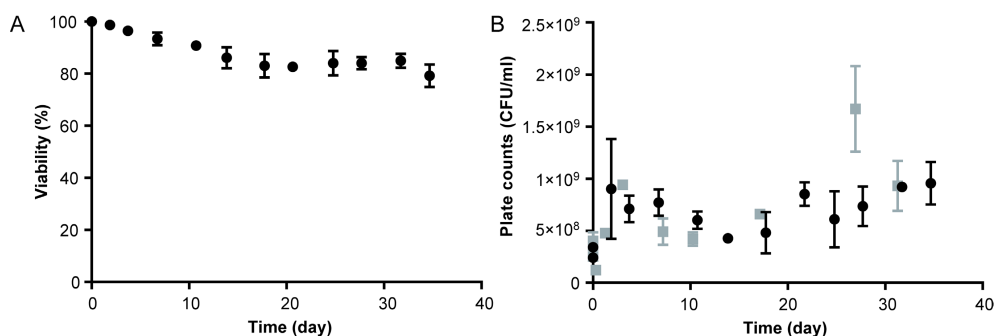 A
Viability (%)
100
80
60
40
20
0
0 10 20 30 40
Time (day)
B
Plate counts (CFU/ml)
2.5×10⁹
2×10⁹
1.5×10⁹
1×10⁹
5×10⁸
0
0 10 20 30 40
Time (day)